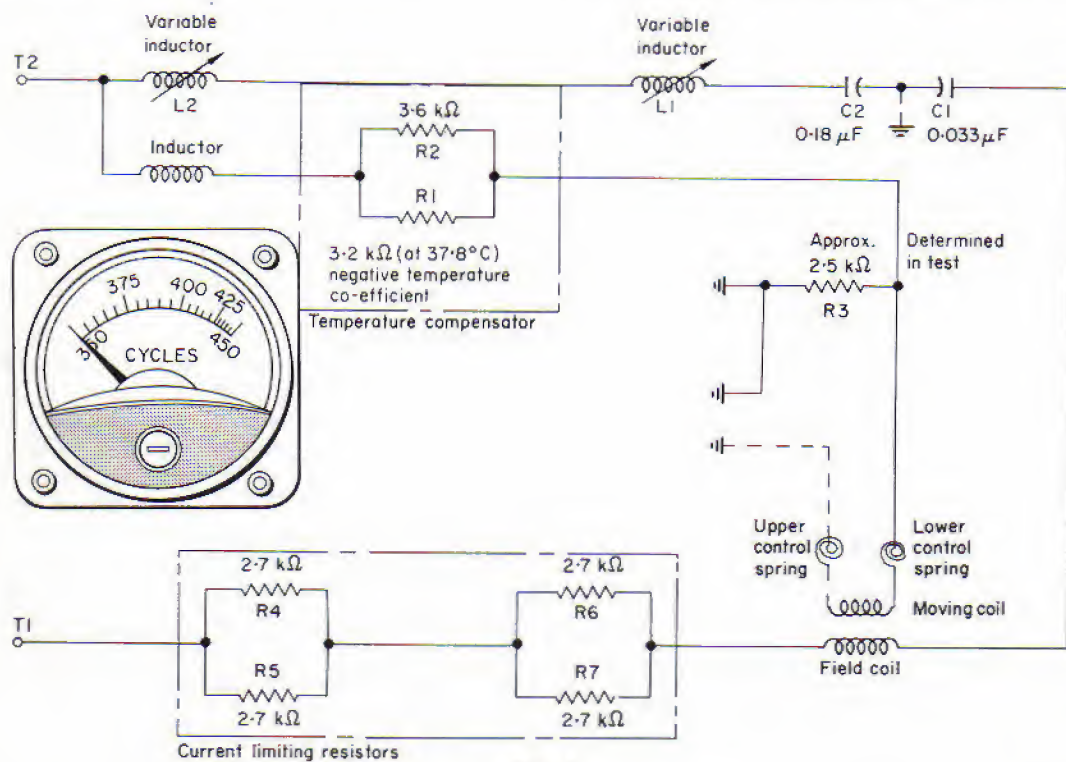 Variable
inductor
T2
L2
Variable
inductor
L1
C2
0·18 μF
C1
0·033 μF
3·6 kΩ
R2
Inductor
R1
3·2 kΩ (at 37·8°C)
negative temperature
co-efficient
Temperature compensator
Approx.
2·5 kΩ
R3
Determined
in test
350
375
400
425
450
CYCLES
Upper
control
spring
Lower
control
spring
Moving coil
Field coil
T1
2·7 kΩ
R4
R5
2·7 kΩ
2·7 kΩ
R6
R7
2·7 kΩ
Current limiting resistors